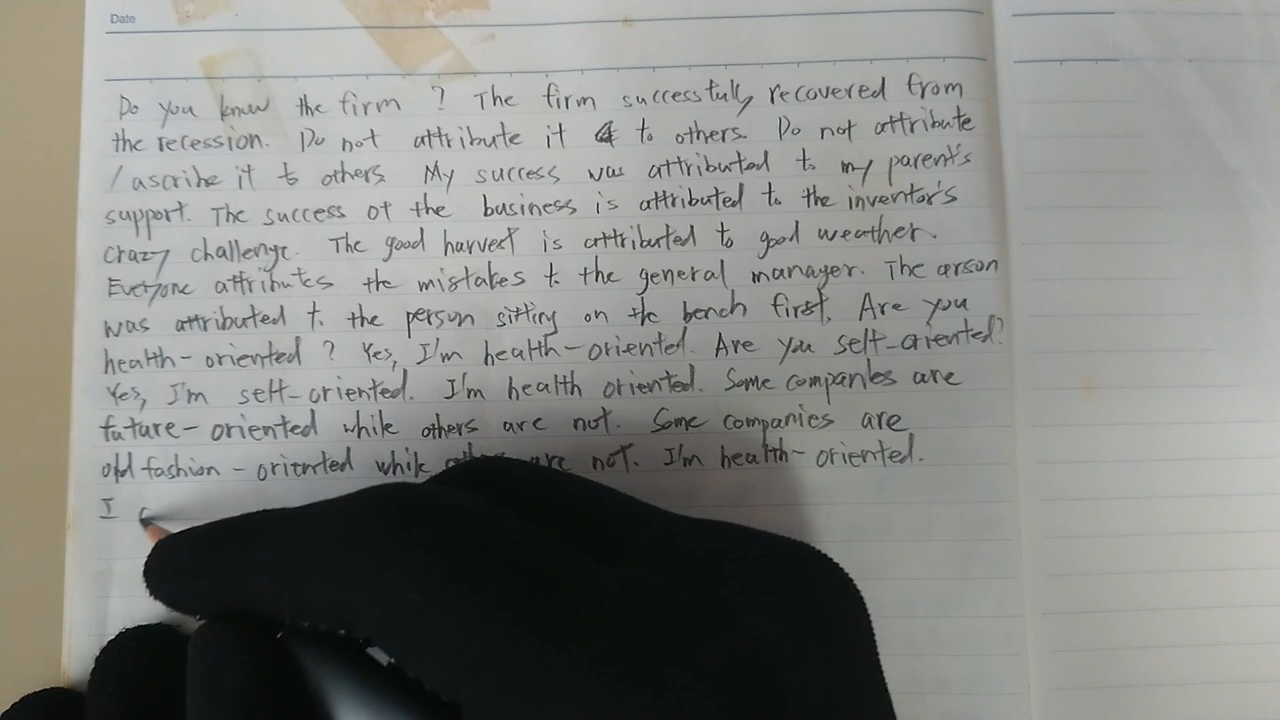 Date
Do you know the firm ? The firm successfully recovered from
the recession. Do not attribute it to others. Do not attribute
/ ascribe it to others. My success was attributed to my parent's
support. The success of the business is attributed to the inventor's
crazy challenge. The good harvest is attributed to good weather.
Everyone attributes the mistakes to the general manager. The arson
was attributed to the person sitting on the bench first. Are you
health-oriented ? Yes, I'm health-oriented. Are you self-oriented?
Yes, I'm self-oriented. I'm health oriented. Some companies are
future-oriented while others are not. Some companies are
old fashion-oriented while others are not. I'm health-oriented.
I